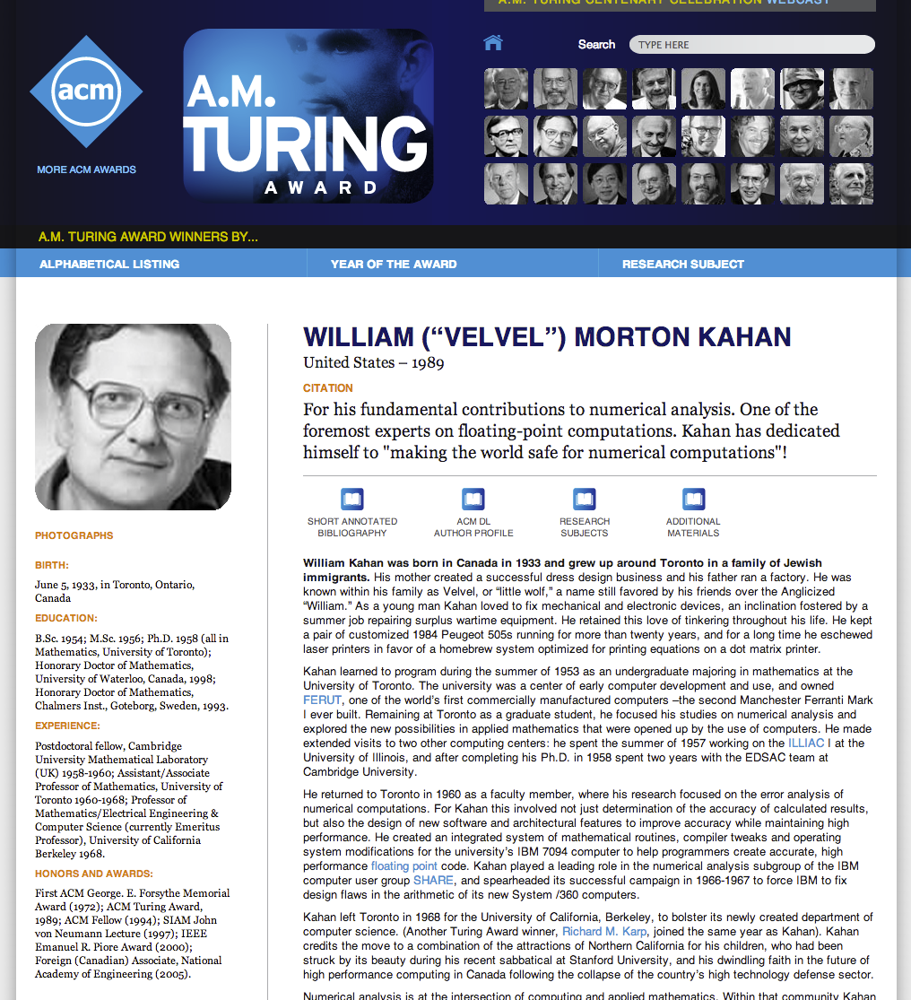 A.M. TURING CENTENARY CELEBRATION WEBCAST
acm
MORE ACM AWARDS
A.M.
TURING
AWARD
Search
TYPE HERE
A.M. TURING AWARD WINNERS BY...
ALPHABETICAL LISTING
YEAR OF THE AWARD
RESEARCH SUBJECT
PHOTOGRAPHS
BIRTH:
June 5, 1933, in Toronto, Ontario,
Canada
EDUCATION:
B.Sc. 1954; M.Sc. 1956; Ph.D. 1958 (all in
Mathematics, University of Toronto);
Honorary Doctor of Mathematics,
University of Waterloo, Canada, 1998;
Honorary Doctor of Mathematics,
Chalmers Inst., Goteborg, Sweden, 1993.
EXPERIENCE:
Postdoctoral fellow, Cambridge
University Mathematical Laboratory
(UK) 1958-1960; Assistant/Associate
Professor of Mathematics, University of
Toronto 1960-1968; Professor of
Mathematics/Electrical Engineering &
Computer Science (currently Emeritus
Professor), University of California
Berkeley 1968.
HONORS AND AWARDS:
First ACM George. E. Forsythe Memorial
Award (1972); ACM Turing Award,
1989; ACM Fellow (1994); SIAM John
von Neumann Lecture (1997); IEEE
Emanuel R. Piore Award (2000);
Foreign (Canadian) Associate, National
Academy of Engineering (2005).
WILLIAM (“VELVEL”) MORTON KAHAN
United States – 1989
CITATION
For his fundamental contributions to numerical analysis. One of the
foremost experts on floating-point computations. Kahan has dedicated
himself to "making the world safe for numerical computations"!
SHORT ANNOTATED
BIBLIOGRAPHY
ACM DL
AUTHOR PROFILE
RESEARCH
SUBJECTS
ADDITIONAL
MATERIALS
William Kahan was born in Canada in 1933 and grew up around Toronto in a family of Jewish
immigrants. His mother created a successful dress design business and his father ran a factory. He was
known within his family as Velvel, or “little wolf,” a name still favored by his friends over the Anglicized
“William.” As a young man Kahan loved to fix mechanical and electronic devices, an inclination fostered by a
summer job repairing surplus wartime equipment. He retained this love of tinkering throughout his life. He kept
a pair of customized 1984 Peugeot 505s running for more than twenty years, and for a long time he eschewed
laser printers in favor of a homebrew system optimized for printing equations on a dot matrix printer.
Kahan learned to program during the summer of 1953 as an undergraduate majoring in mathematics at the
University of Toronto. The university was a center of early computer development and use, and owned
FERUT, one of the world’s first commercially manufactured computers –the second Manchester Ferranti Mark
I ever built. Remaining at Toronto as a graduate student, he focused his studies on numerical analysis and
explored the new possibilities in applied mathematics that were opened up by the use of computers. He made
extended visits to two other computing centers: he spent the summer of 1957 working on the ILLIAC I at the
University of Illinois, and after completing his Ph.D. in 1958 spent two years with the EDSAC team at
Cambridge University.
He returned to Toronto in 1960 as a faculty member, where his research focused on the error analysis of
numerical computations. For Kahan this involved not just determination of the accuracy of calculated results,
but also the design of new software and architectural features to improve accuracy while maintaining high
performance. He created an integrated system of mathematical routines, compiler tweaks and operating
system modifications for the university’s IBM 7094 computer to help programmers create accurate, high
performance floating point code. Kahan played a leading role in the numerical analysis subgroup of the IBM
computer user group SHARE, and spearheaded its successful campaign in 1966-1967 to force IBM to fix
design flaws in the arithmetic of its new System /360 computers.
Kahan left Toronto in 1968 for the University of California, Berkeley, to bolster its newly created department of
computer science. (Another Turing Award winner, Richard M. Karp, joined the same year as Kahan). Kahan
credits the move to a combination of the attractions of Northern California for his children, who had been
struck by its beauty during his recent sabbatical at Stanford University, and his dwindling faith in the future of
high performance computing in Canada following the collapse of the country’s high technology defense sector.
Numerical analysis is at the intersection of computing and applied mathematics. Within that community Kahan